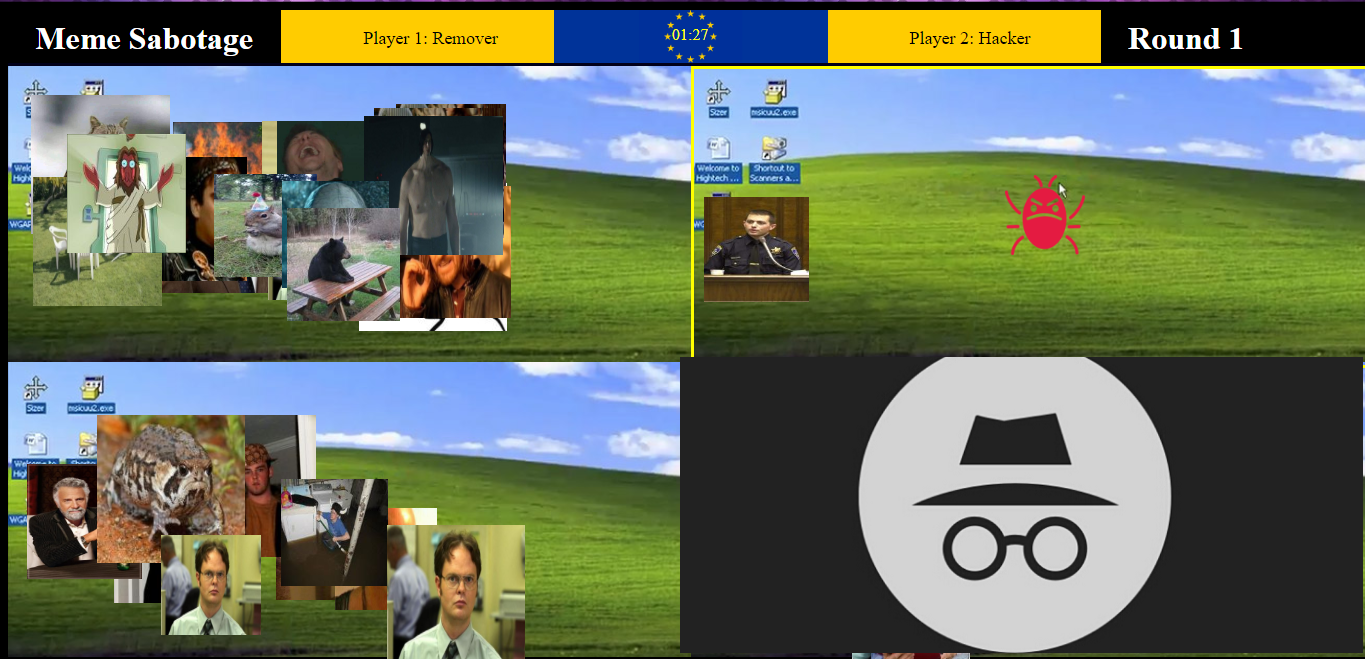 Meme Sabotage
Player 1: Remover
01:27
Player 2: Hacker
Round 1
Sizer
msicuu2.exe
Welcome to
Hightech ...
Shortcut to
Scanners a...
Sizer
msicuu2.exe